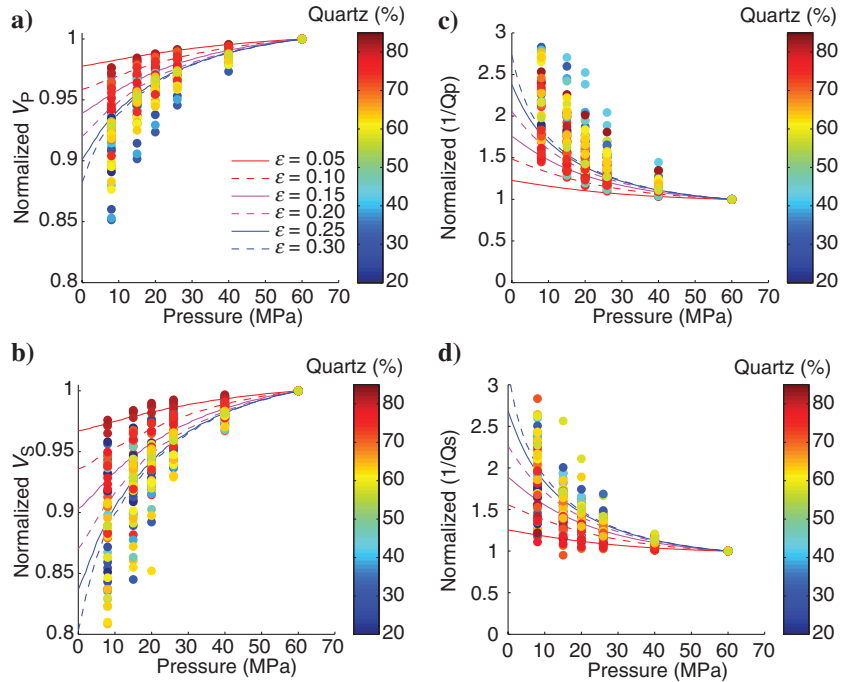 a)
Quartz (%)
1
0.95
0.9
0.85
0.8
Normalized VP
0 10 20 30 40 50 60 70
Pressure (MPa)
ε = 0.05
ε = 0.10
ε = 0.15
ε = 0.20
ε = 0.25
ε = 0.30
80
70
60
50
40
30
20
c)
Quartz (%)
3
2.5
2
1.5
1
0.5
0
Normalized (1/Qp)
0 10 20 30 40 50 60 70
Pressure (MPa)
80
70
60
50
40
30
20
b)
Quartz (%)
1
0.95
0.9
0.85
0.8
Normalized VS
0 10 20 30 40 50 60 70
Pressure (MPa)
80
70
60
50
40
30
20
d)
Quartz (%)
3
2.5
2
1.5
1
0.5
0
Normalized (1/Qs)
0 10 20 30 40 50 60 70
Pressure (MPa)
80
70
60
50
40
30
20